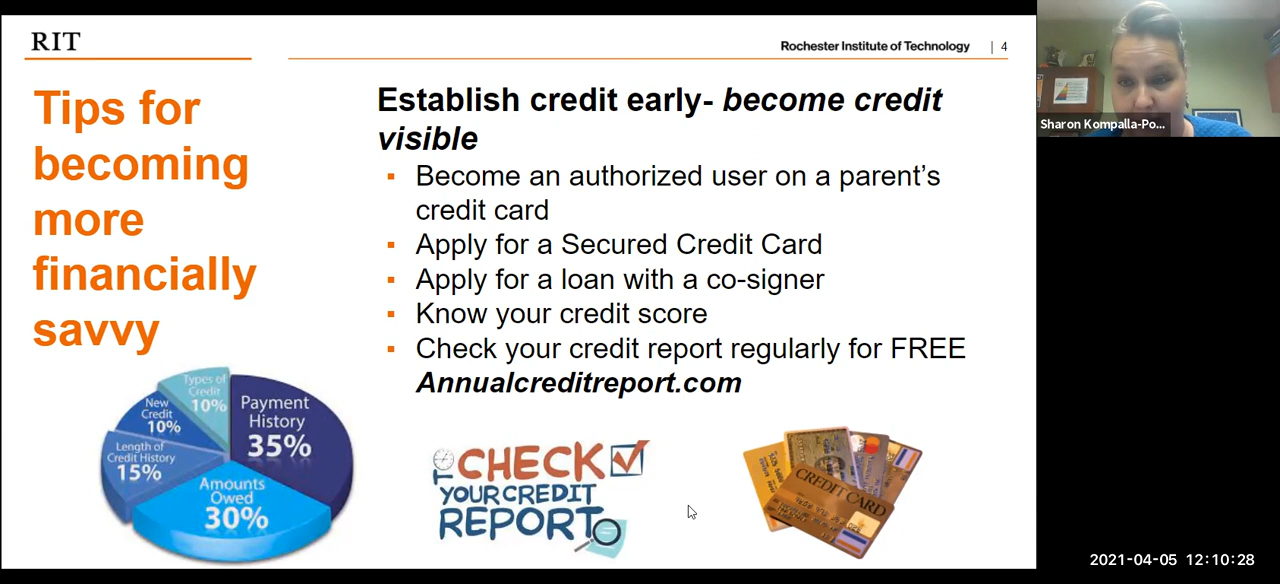 RIT
Rochester Institute of Technology | 4
Tips for
becoming
more
financially
savvy
Establish credit early- become credit
visible
▪ Become an authorized user on a parent’s
credit card
▪ Apply for a Secured Credit Card
▪ Apply for a loan with a co-signer
▪ Know your credit score
▪ Check your credit report regularly for FREE
Annualcreditreport.com
Types of
Credit
10%
Payment
History
35%
New
Credit
10%
Length of
Credit History
15%
Amounts
Owed
30%
CHECK
YOUR CREDIT
REPORT
CREDIT CARD
Sharon Kompalla-Po...
2021-04-05 12:10:28